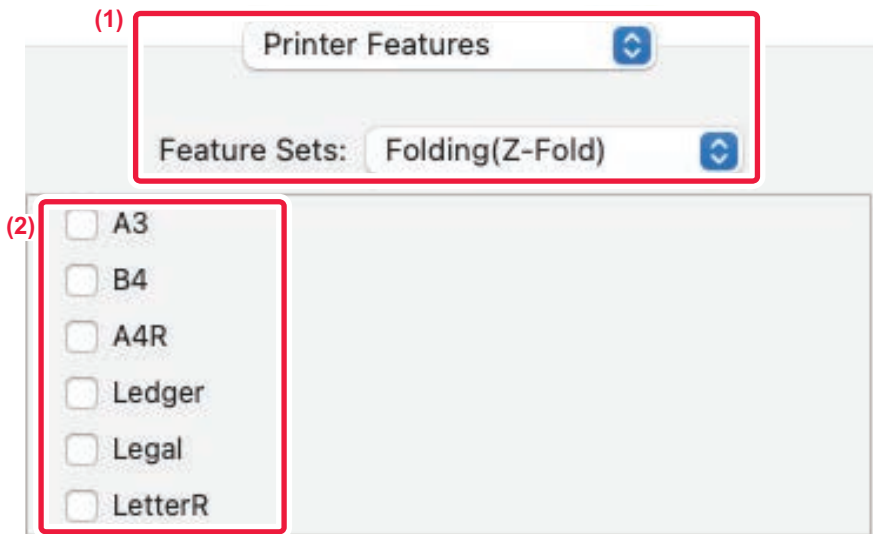 (1)
Printer Features
Feature Sets: Folding(Z-Fold)
(2)
A3
B4
A4R
Ledger
Legal
LetterR